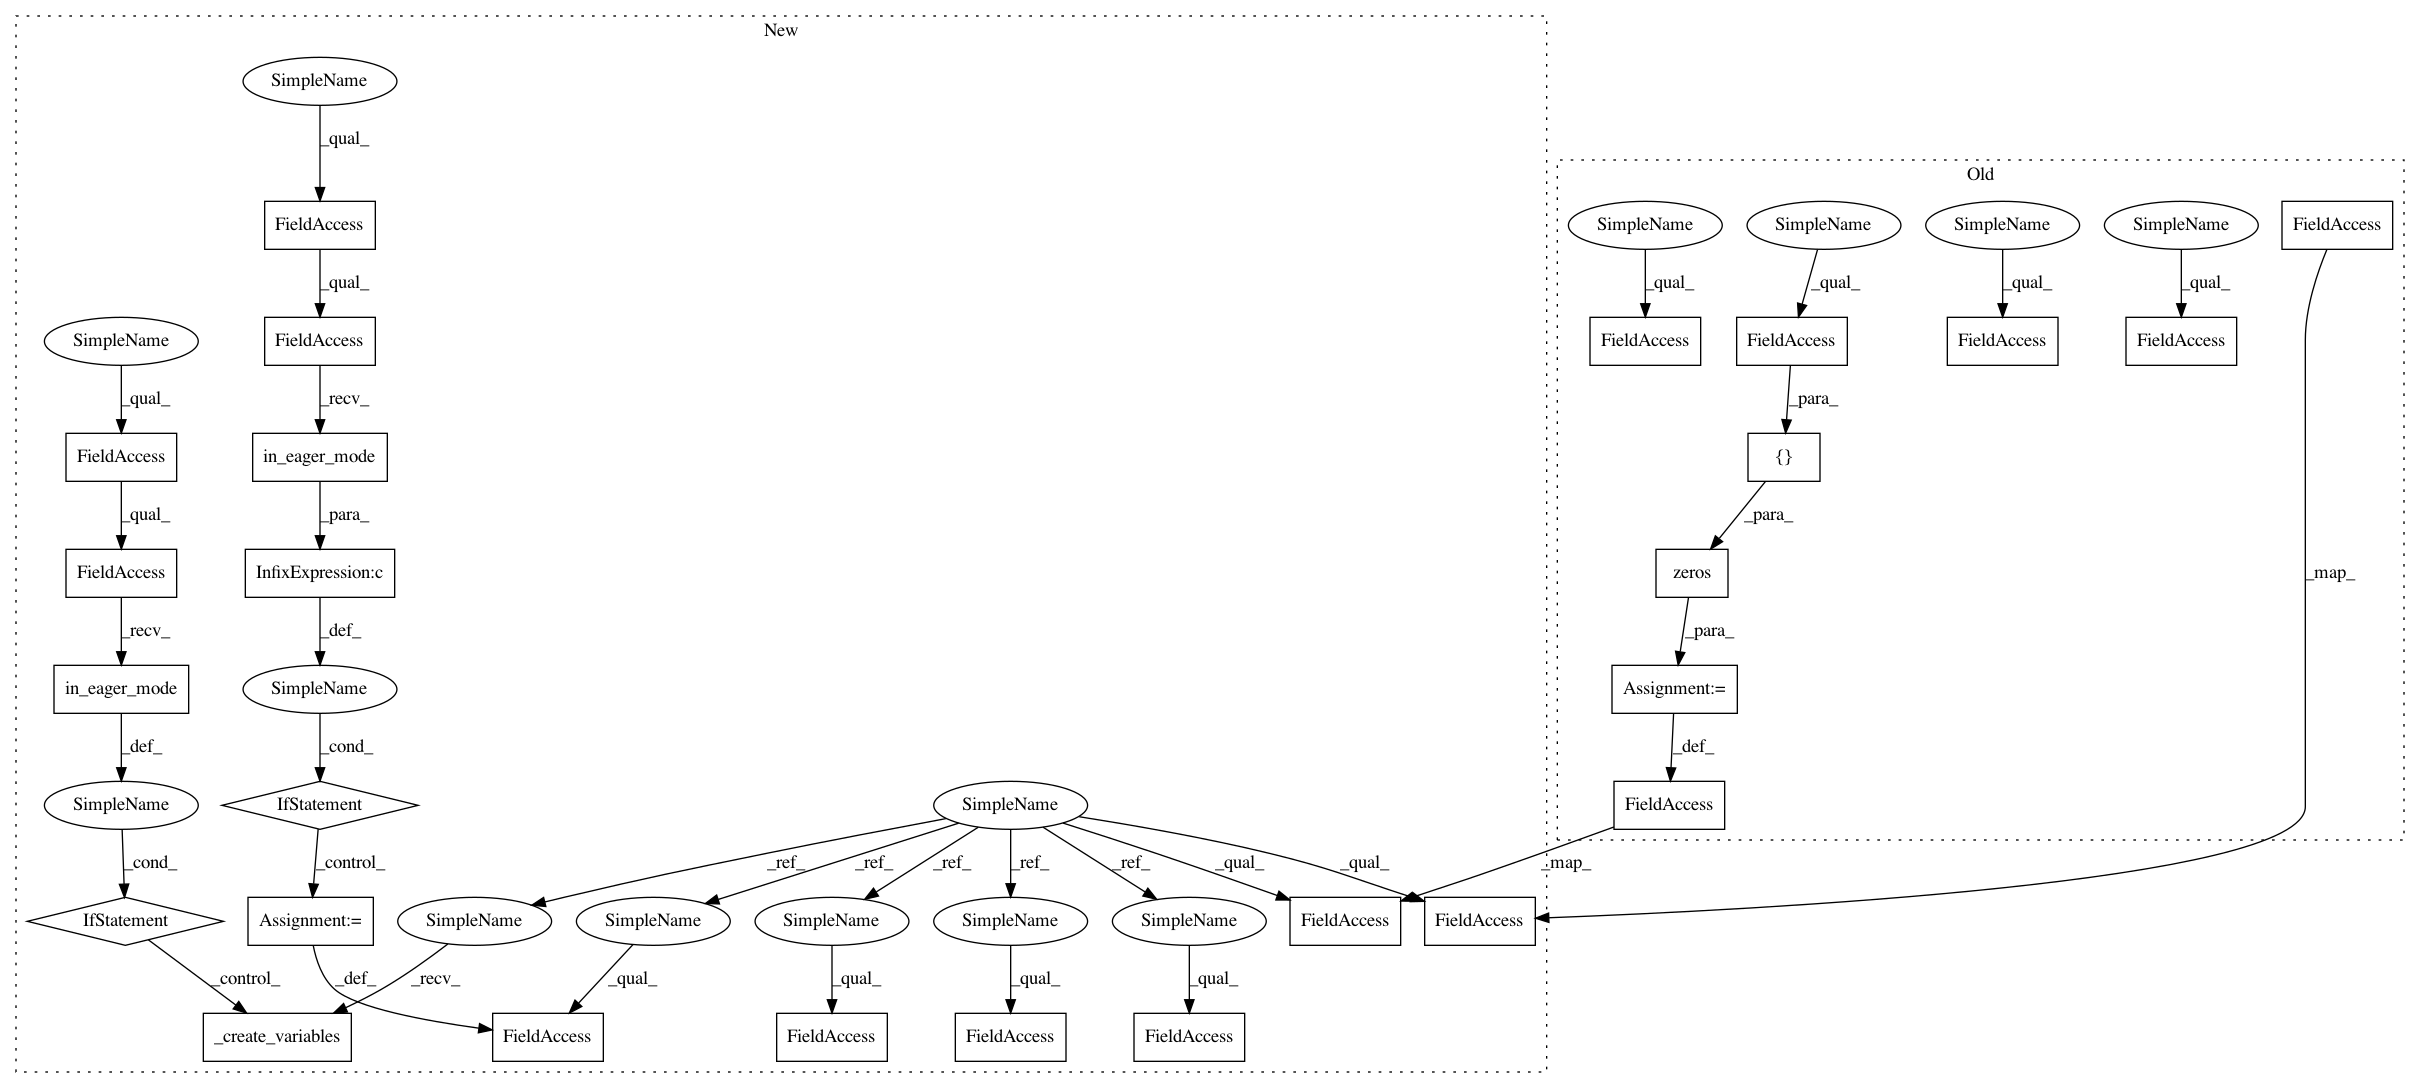 New
SimpleName
_qual_
Old
FieldAccess
SimpleName
SimpleName
SimpleName
SimpleName
FieldAccess
_qual_
_qual_
_qual_
_qual_
_qual_
SimpleName
FieldAccess
FieldAccess
FieldAccess
FieldAccess
FieldAccess
_qual_
_recv_
_para_
FieldAccess
in_eager_mode
{}
_qual_
_para_
_para_
FieldAccess
InfixExpression:c
zeros
_map_
_recv_
_def_
_para_
in_eager_mode
SimpleName
Assignment:=
_def_
_cond_
_def_
SimpleName
IfStatement
SimpleName
FieldAccess
_cond_
_control_
_ref_
_ref_
_ref_
_ref_
_ref_
_qual_
_qual_
_map_
IfStatement
Assignment:=
SimpleName
SimpleName
SimpleName
SimpleName
SimpleName
FieldAccess
FieldAccess
_control_
_def_
_recv_
_qual_
_qual_
_qual_
_qual_
_create_variables
FieldAccess
FieldAccess
FieldAccess
FieldAccess